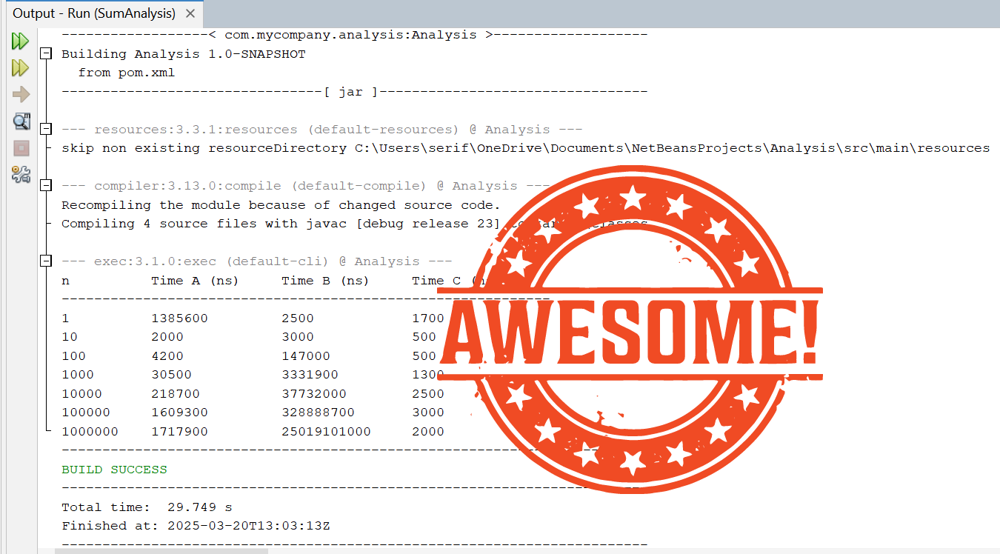 Output - Run (SumAnalysis) ×
------------------< com.mycompany.analysis:Analysis >-------------------
Building Analysis 1.0-SNAPSHOT
from pom.xml
--------------------------------[ jar ]---------------------------------
--- resources:3.3.1:resources (default-resources) @ Analysis ---
skip non existing resourceDirectory C:\Users\serif\OneDrive\Documents\NetBeansProjects\Analysis\src\main\resources
--- compiler:3.13.0:compile (default-compile) @ Analysis ---
Recompiling the module because of changed source code.
Compiling 4 source files with javac [debug release 23]
--- exec:3.1.0:exec (default-cli) @ Analysis ---
n Time A (ns) Time B (ns) Time C
------------------------------------------------------------
1 1385600 2500 1700
10 2000 3000 500
100 4200 147000 500
1000 30500 3331900 1300
10000 218700 37732000 2500
100000 1609300 328888700 3000
1000000 1717900 25019101000 2000
AWESOME!
------------------------------------------------------------------------
BUILD SUCCESS
------------------------------------------------------------------------
Total time: 29.749 s
Finished at: 2025-03-20T13:03:13Z
------------------------------------------------------------------------